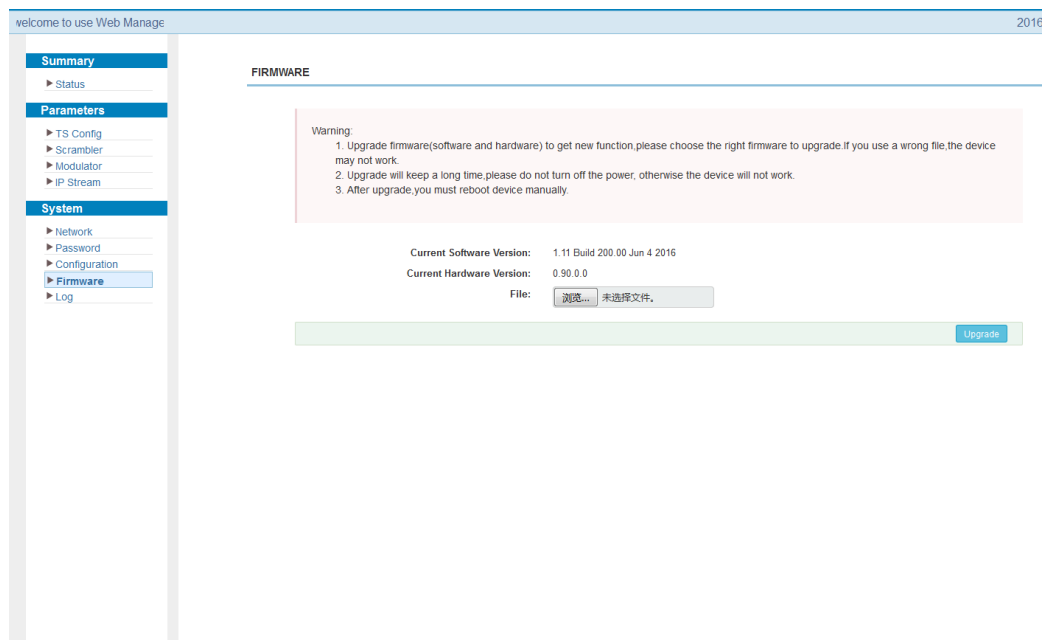 welcome to use Web Manage
2016
Summary
Status
Parameters
TS Config
Scrambler
Modulator
IP Stream
System
Network
Password
Configuration
Firmware
Log
FIRMWARE
Warning:
1. Upgrade firmware(software and hardware) to get new function,please choose the right firmware to upgrade.If you use a wrong file,the device
may not work.
2. Upgrade will keep a long time,please do not turn off the power, otherwise the device will not work.
3. After upgrade,you must reboot device manually.
Current Software Version: 1.11 Build 200.00 Jun 4 2016
Current Hardware Version: 0.90.0.0
File: 浏览... 未选择文件。
Upgrade